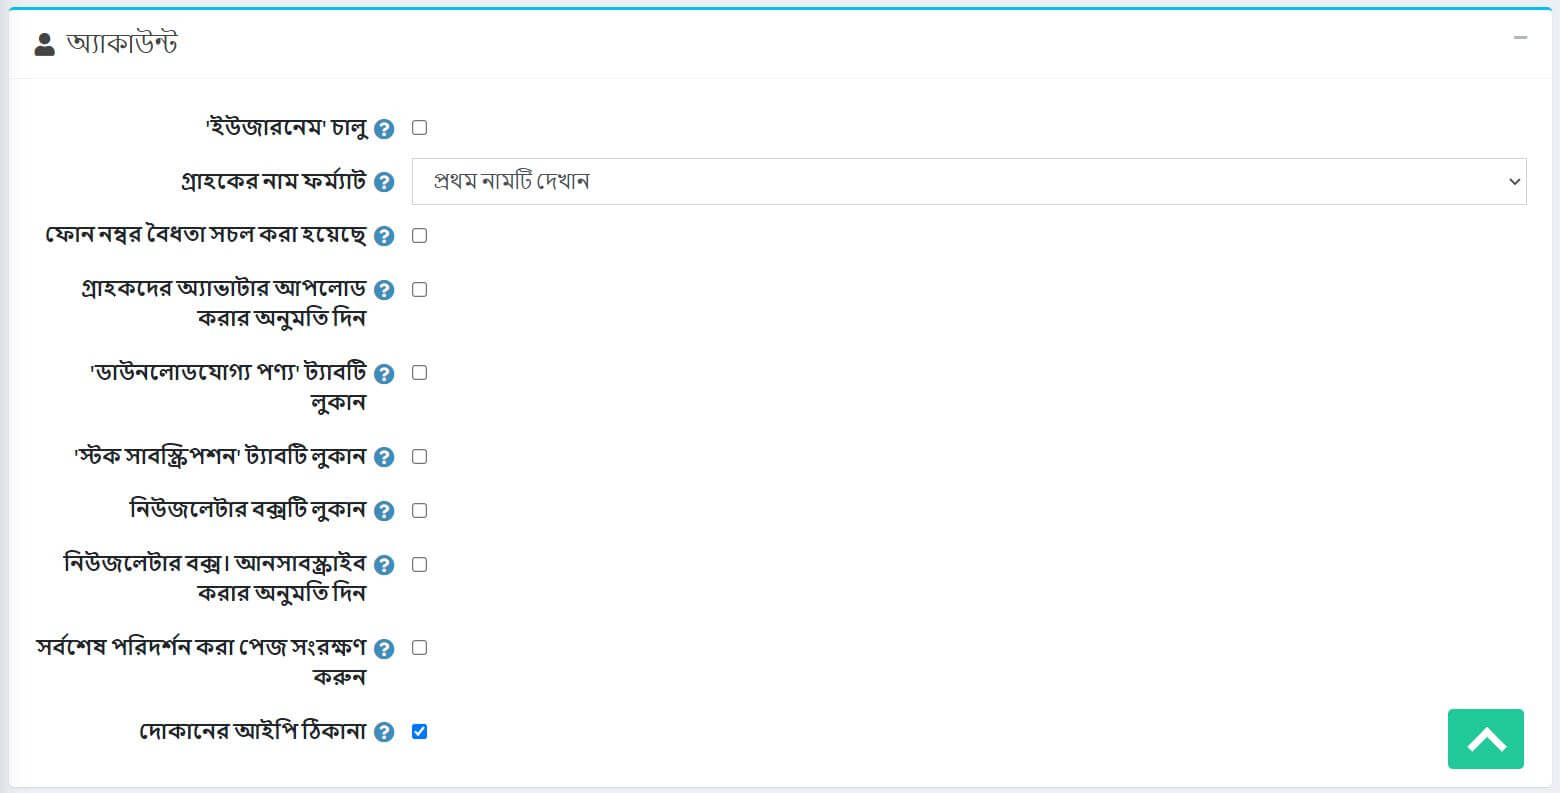 অ্যাকাউন্ট
'ইউজারনেম' চালু
গ্রাহকের নাম ফর্ম্যাট
প্রথম নামটি দেখান
ফোন নম্বর বৈধতা সচল করা হয়েছে
গ্রাহকদের অ্যাভাটার আপলোড
করার অনুমতি দিন
'ডাউনলোডযোগ্য পণ্য' ট্যাবটি
লুকান
'স্টক সাবস্ক্রিপশন' ট্যাবটি লুকান
নিউজলেটার বক্সটি লুকান
নিউজলেটার বক্স। আনসাবস্ক্রাইব
করার অনুমতি দিন
সর্বশেষ পরিদর্শন করা পেজ সংরক্ষণ
করুন
দোকানের আইপি ঠিকানা